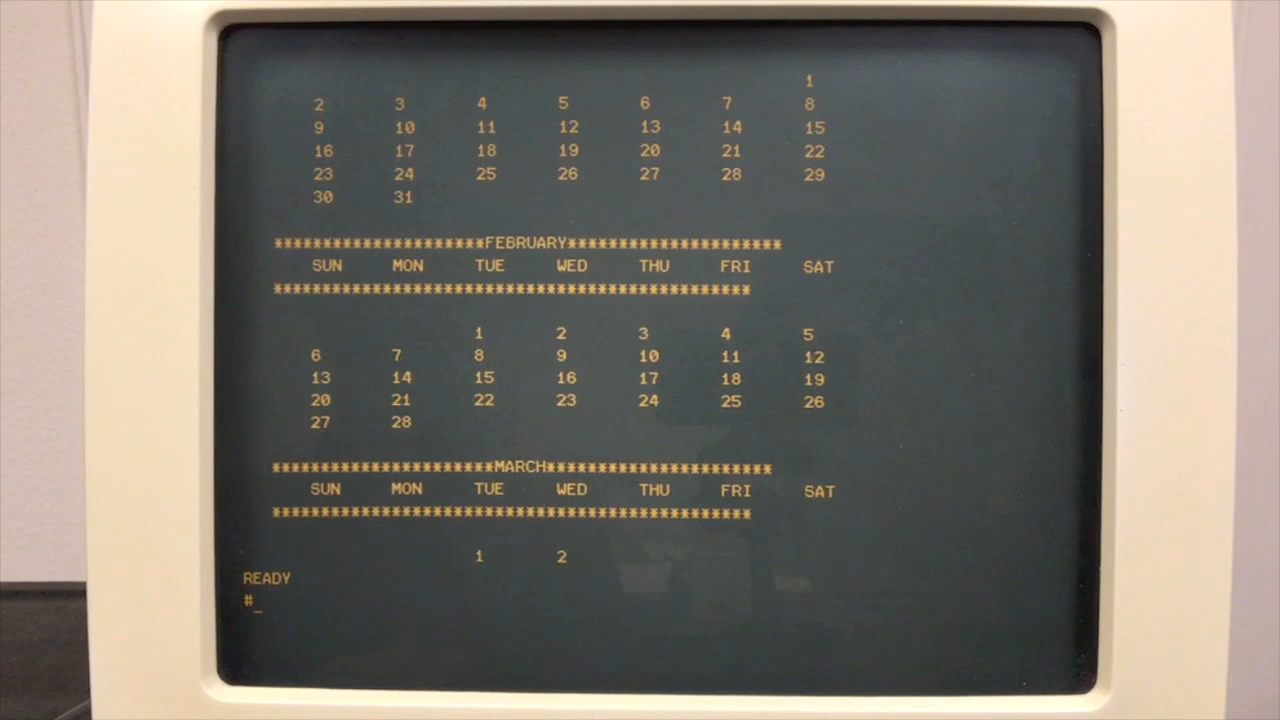 1
2 3 4 5 6 7 8
9 10 11 12 13 14 15
16 17 18 19 20 21 22
23 24 25 26 27 28 29
30 31
********************FEBRUARY*********************
SUN MON TUE WED THU FRI SAT
**********************************************
1 2 3 4 5
6 7 8 9 10 11 12
13 14 15 16 17 18 19
20 21 22 23 24 25 26
27 28
*********************MARCH**********************
SUN MON TUE WED THU FRI SAT
**********************************************
1 2
READY
#_